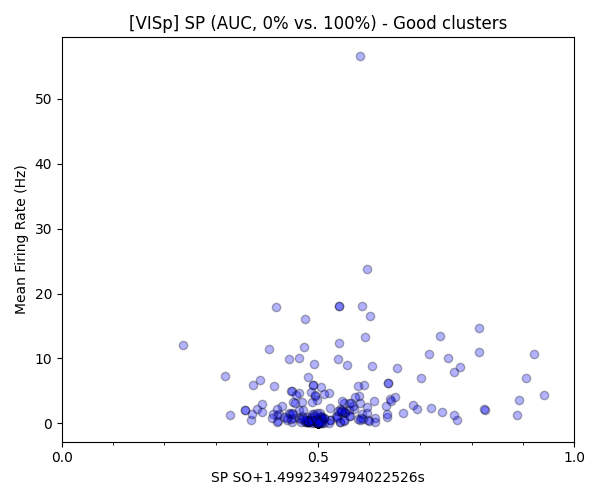 [VISp] SP (AUC, 0% vs. 100%) - Good clusters
Mean Firing Rate (Hz)
50
40
30
20
10
0
0.0 0.5 1.0
SP SO+1.4992349794022526s